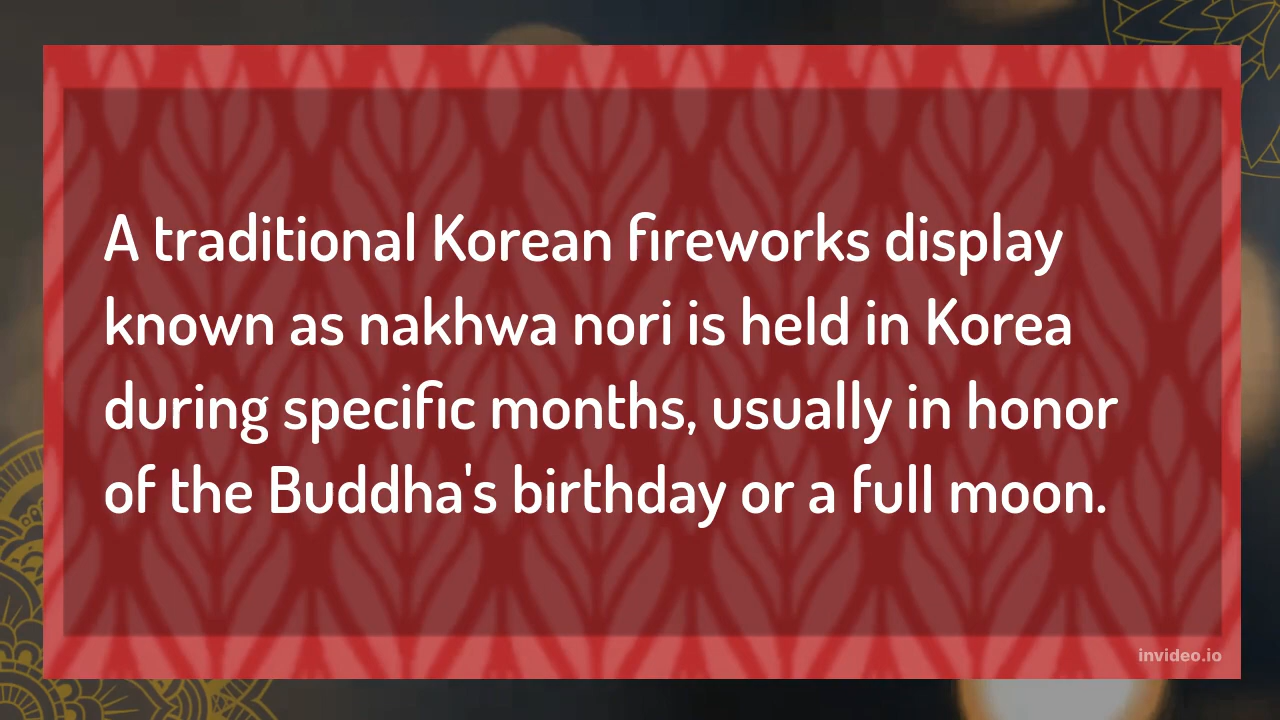 A traditional Korean fireworks display
known as nakhwa nori is held in Korea
during specific months, usually in honor
of the Buddha's birthday or a full moon.
invideo.io